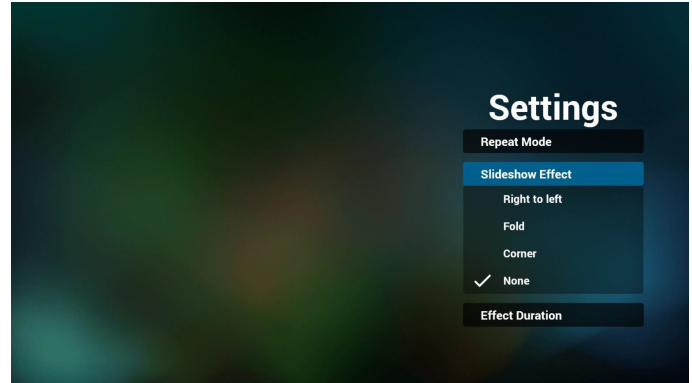 Settings
Repeat Mode
Slideshow Effect
Right to left
Fold
Corner
None
Effect Duration